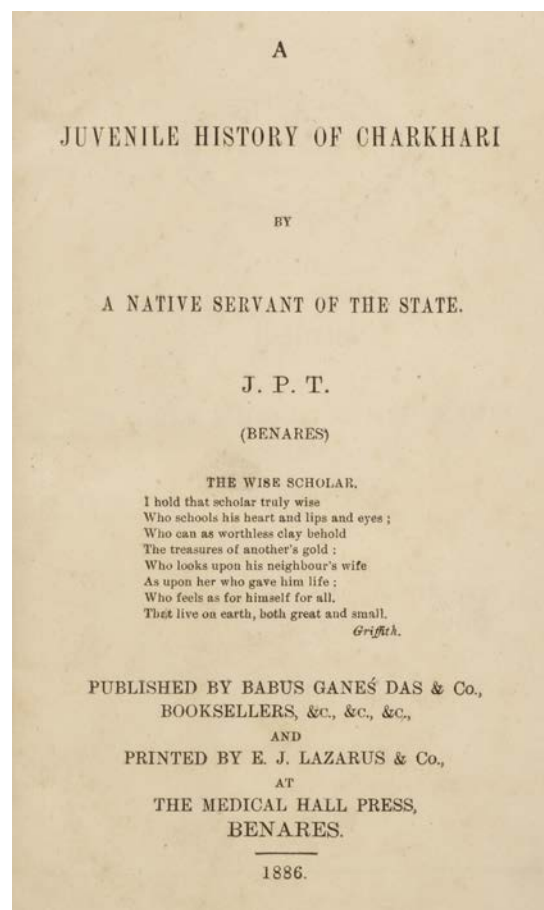 A
JUVENILE HISTORY OF CHARKHARI
BY
A NATIVE SERVANT OF THE STATE.
J. P. T.
(BENARES)
THE WISE SCHOLAR.
I hold that scholar truly wise
Who schools his heart and lips and eyes ;
Who can as worthless clay behold
The treasures of another's gold :
Who looks upon his neighbour's wife
As upon her who gave him life :
Who feels as for himself for all.
That live on earth, both great and small.
Griffith.
PUBLISHED BY BABUS GANEŚ DAS & Co.,
BOOKSELLERS, &c., &c., &c.,
AND
PRINTED BY E. J. LAZARUS & Co.,
AT
THE MEDICAL HALL PRESS,
BENARES.
1886.